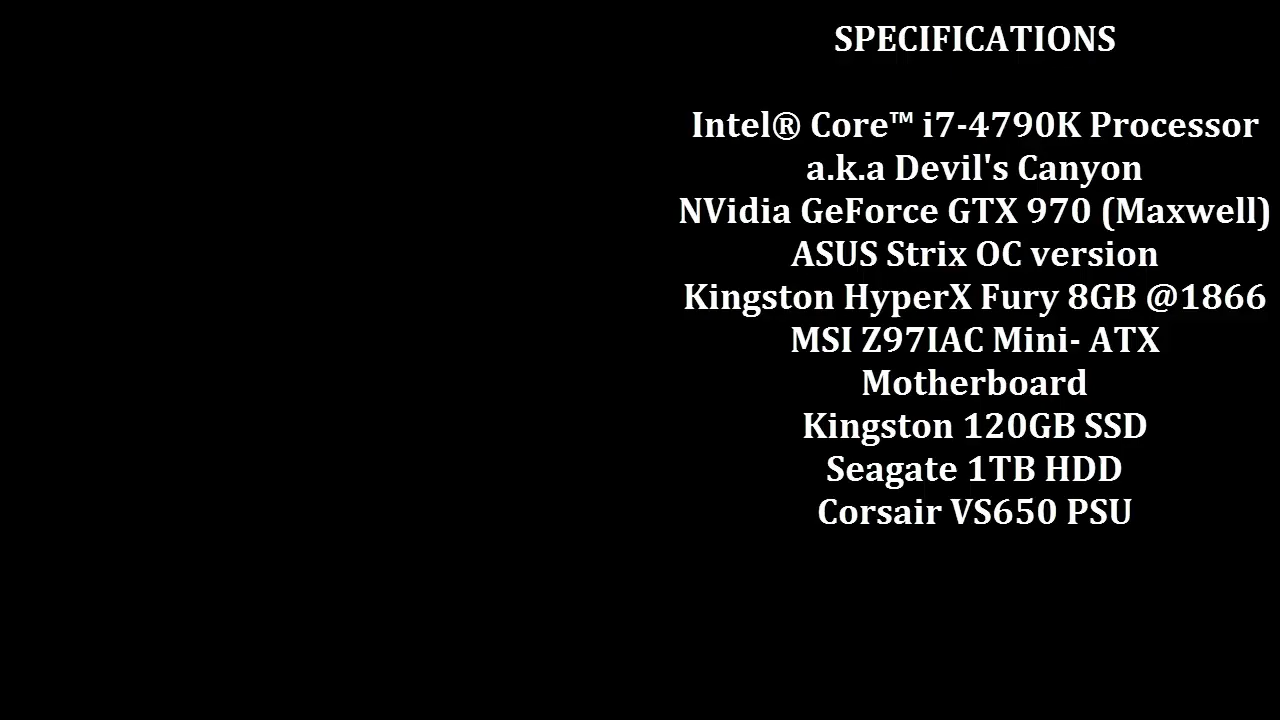 SPECIFICATIONS
Intel® Core™ i7-4790K Processor
a.k.a Devil's Canyon
NVidia GeForce GTX 970 (Maxwell)
ASUS Strix OC version
Kingston HyperX Fury 8GB @1866
MSI Z97IAC Mini- ATX
Motherboard
Kingston 120GB SSD
Seagate 1TB HDD
Corsair VS650 PSU